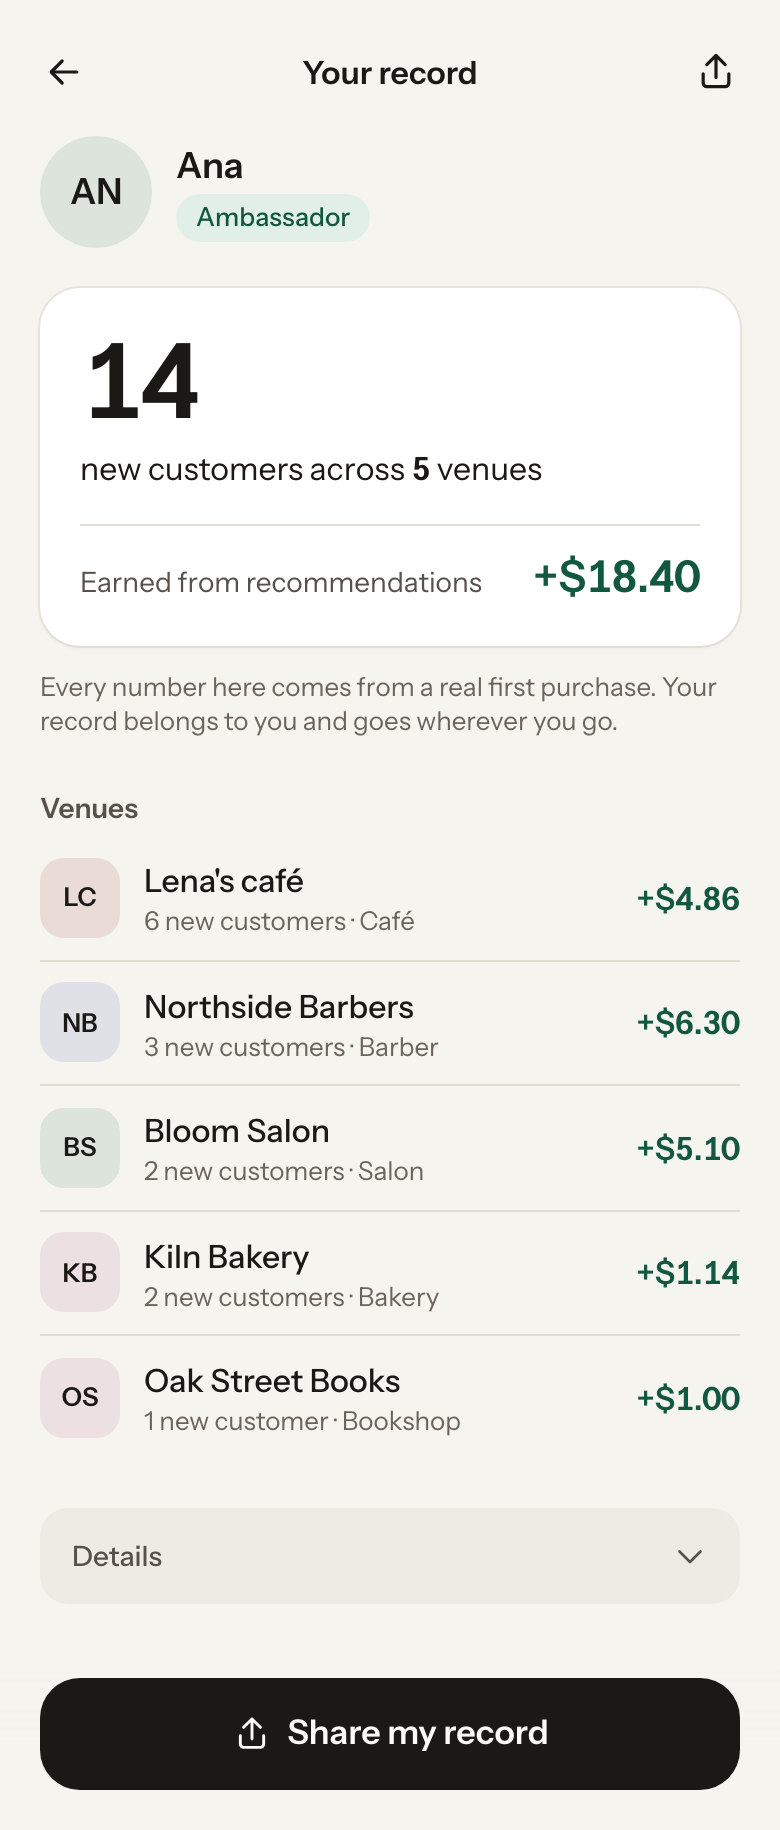 Your record
AN
Ana
Ambassador
14
new customers across 5 venues
Earned from recommendations +$18.40
Every number here comes from a real first purchase. Your
record belongs to you and goes wherever you go.
Venues
LC
Lena's café
6 new customers · Café
+$4.86
NB
Northside Barbers
3 new customers · Barber
+$6.30
BS
Bloom Salon
2 new customers · Salon
+$5.10
KB
Kiln Bakery
2 new customers · Bakery
+$1.14
OS
Oak Street Books
1 new customer · Bookshop
+$1.00
Details
Share my record